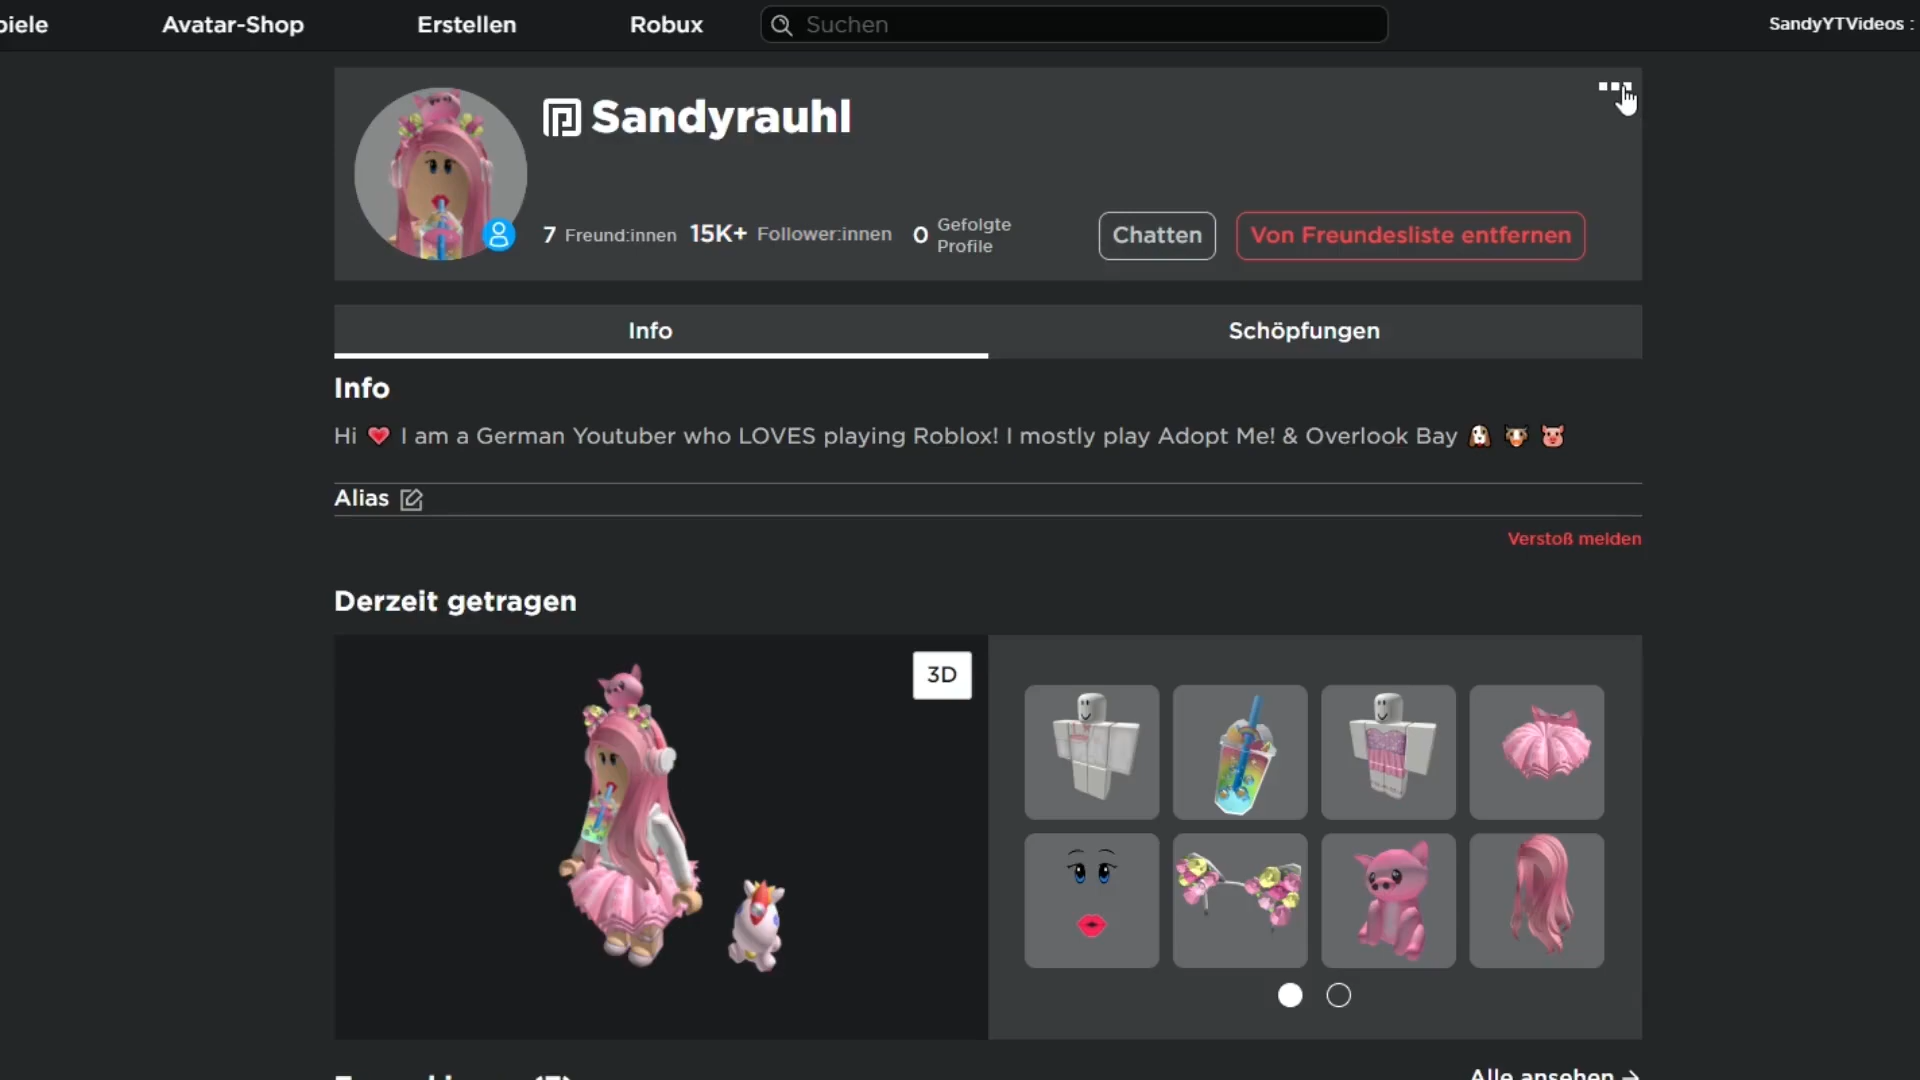 piele Avatar-Shop Erstellen Robux Suchen SandyYTVideos :
Sandyrauhl
7 Freund:innen 15K+ Follower:innen 0 Gefolgte Profile
Chatten Von Freundesliste entfernen
Info Schöpfungen
Info
Hi ❤️ I am a German Youtuber who LOVES playing Roblox! I mostly play Adopt Me! & Overlook Bay 🐶 🐮 🐷
Alias
Verstoß melden
Derzeit getragen
3D
Alle ansehen →